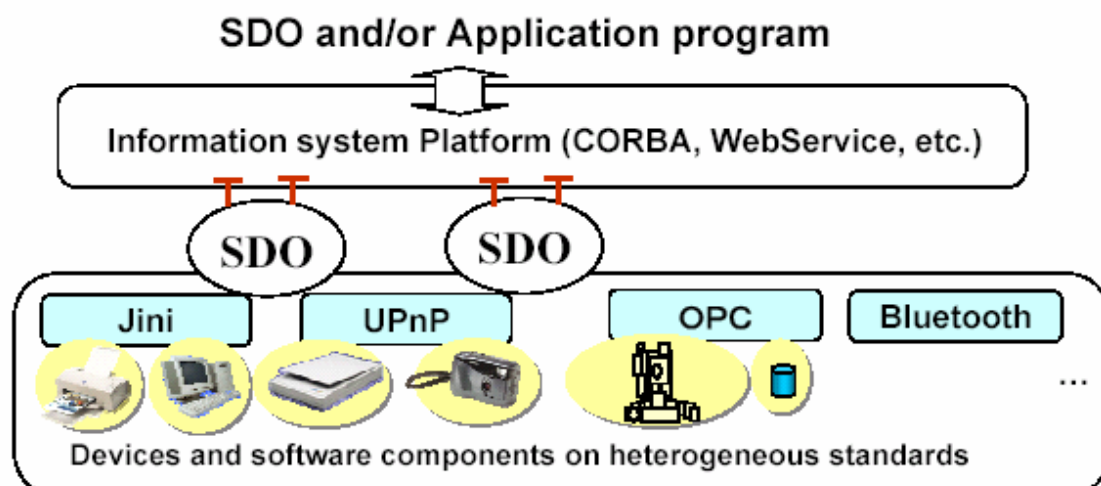 SDO and/or Application program
Information system Platform (CORBA, WebService, etc.)
SDO SDO
Jini UPnP OPC Bluetooth
...
Devices and software components on heterogeneous standards